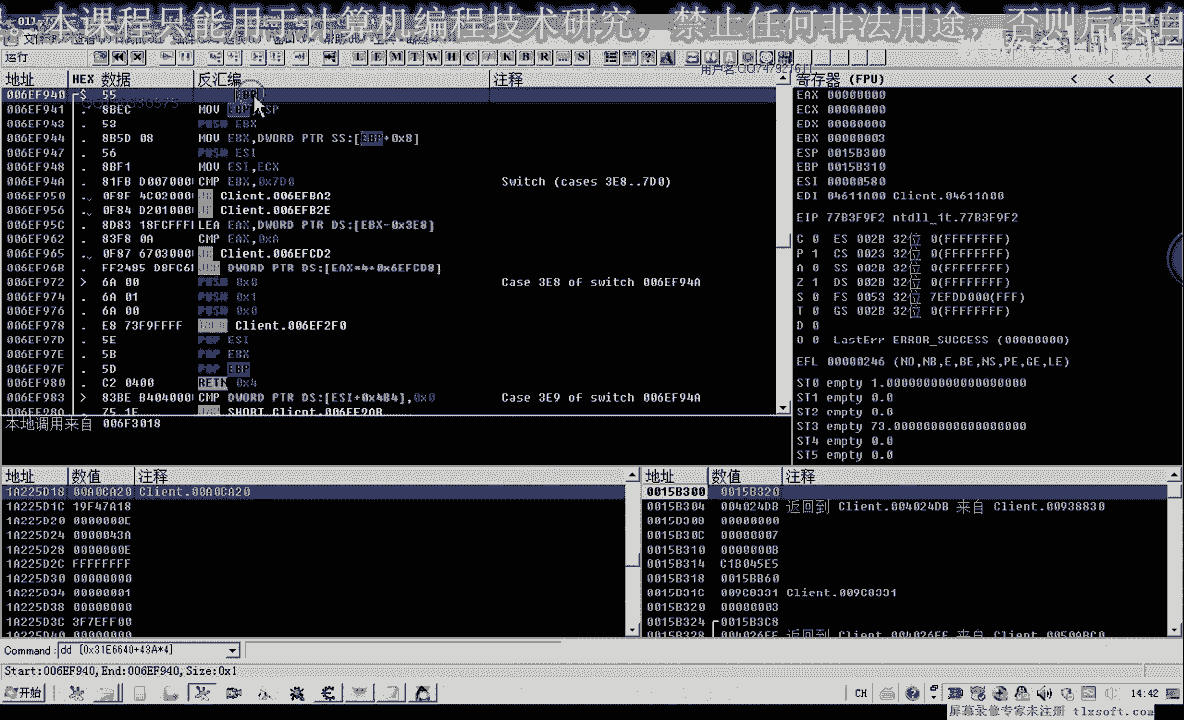 。本课程只能用于计算机编程技术研究，禁止任何非法用途，否则后果自
运行 L E M T W H C / K B R ... S
地址 HEX 数据 反汇编 注释
006EF940 $ 55
006EF941 . 8BEC MOV EBP,ESP
006EF943 . 53 PUSH EBX
006EF944 . 8B5D 08 MOV EBX,DWORD PTR SS:[EBP+0x8]
006EF947 . 56 PUSH ESI
006EF948 . 8BF1 MOV ESI,ECX
006EF94A . 81FB D0070000 CMP EBX,0x7D0 Switch (cases 3E8..7D0)
006EF950 . 0F8F 4C020000 Client.006EFBA2
006EF956 . 0F84 D2010000 Client.006EFB2E
006EF95C . 8D83 18FCFFFF LEA EAX,DWORD PTR DS:[EBX-0x3E8]
006EF962 . 83F8 0A CMP EAX,0xA
006EF965 . 0F87 67030000 Client.006EFCD2
006EF96B . FF2485 D8FC6E DWORD PTR DS:[EAX*4+0x6EFCD8]
006EF972 > 6A 00 PUSH 0x0 Case 3E8 of switch 006EF94A
006EF974 . 6A 01 PUSH 0x1
006EF976 . 6A 00 PUSH 0x0
006EF978 . E8 73F9FFFF CALL Client.006EF2F0
006EF97D . 5E POP ESI
006EF97E . 5B POP EBX
006EF97F . 5D POP EBP
006EF980 . C2 0400 RETN 0x4
006EF983 > 83BE B4040000 CMP DWORD PTR DS:[ESI+0x4B4],0x0 Case 3E9 of switch 006EF94A
006EF98A . 75 1F SHORT Client.006EF9AB
本地调用来自 006F3018
寄存器 (FPU) < < <
EAX 00000000
ECX 00000000
EDX 00000000
EBX 00000003
ESP 0015B300
EBP 0015B310
ESI 00000580
EDI 04611A00 Client.04611A00
EIP 77B3F9F2 ntdll_1t.77B3F9F2
C 0 ES 002B 32位 0(FFFFFFFF)
P 1 CS 0023 32位 0(FFFFFFFF)
A 0 SS 002B 32位 0(FFFFFFFF)
Z 1 DS 002B 32位 0(FFFFFFFF)
S 0 FS 0053 32位 7EFDD000(FFF)
T 0 GS 002B 32位 0(FFFFFFFF)
D 0
O 0 LastErr ERROR_SUCCESS (00000000)
EFL 00000246 (NO,NB,E,BE,NS,PE,GE,LE)
ST0 empty 1.0000000000000000000
ST1 empty 0.0
ST2 empty 0.0
ST3 empty 73.000000000000000000
ST4 empty 0.0
ST5 empty 0.0
地址 数值 注释
1A225D18 00A0CA20 Client.00A0CA20
1A225D1C 19F47A18
1A225D20 0000000E
1A225D24 0000043A
1A225D28 0000000E
1A225D2C FFFFFFFF
1A225D30 00000000
1A225D34 00000001
1A225D38 00000000
1A225D3C 3F7EFF00
1A225D40 00000000
地址 数值 注释
0015B300 0015B320
0015B304 004024DB 返回到 Client.004024DB 来自 Client.00938830
0015B308 00000000
0015B30C 00000007
0015B310 0000000B
0015B314 C1B045E5
0015B318 0015BB60
0015B31C 009C0331 Client.009C0331
0015B320 00000003
0015B324 0015B3C8
0015B328 004026FF 返回到 Client.004026FF 来自 Client.0050ABC0
Command : dd [0x31E6640+43A*4]
Start:006EF940,End:006EF940,Size:0x1
开始 CH 14:42
屏幕录像专家未注册 tlxsoft.com